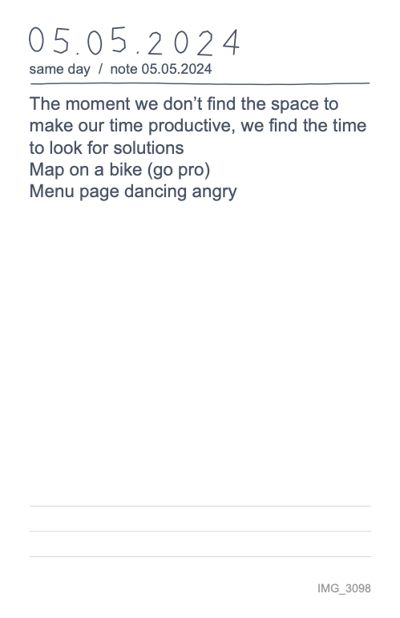 05.05.2024
same day / note 05.05.2024
The moment we don’t find the space to
make our time productive, we find the time
to look for solutions
Map on a bike (go pro)
Menu page dancing angry
IMG_3098